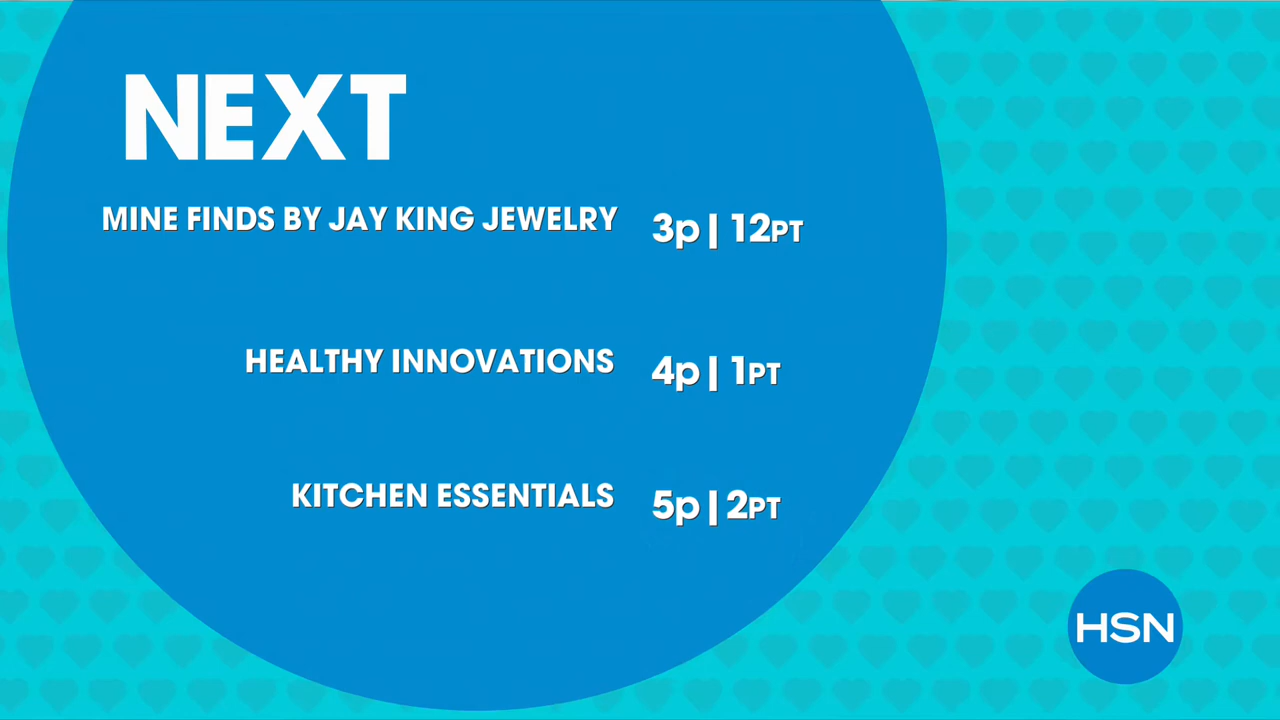 NEXT
MINE FINDS BY JAY KING JEWELRY 3p | 12PT
HEALTHY INNOVATIONS 4p | 1PT
KITCHEN ESSENTIALS 5p | 2PT
HSN